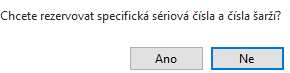 Chcete rezervovat specifická sériová čísla a čísla šarží?
Ano
Ne